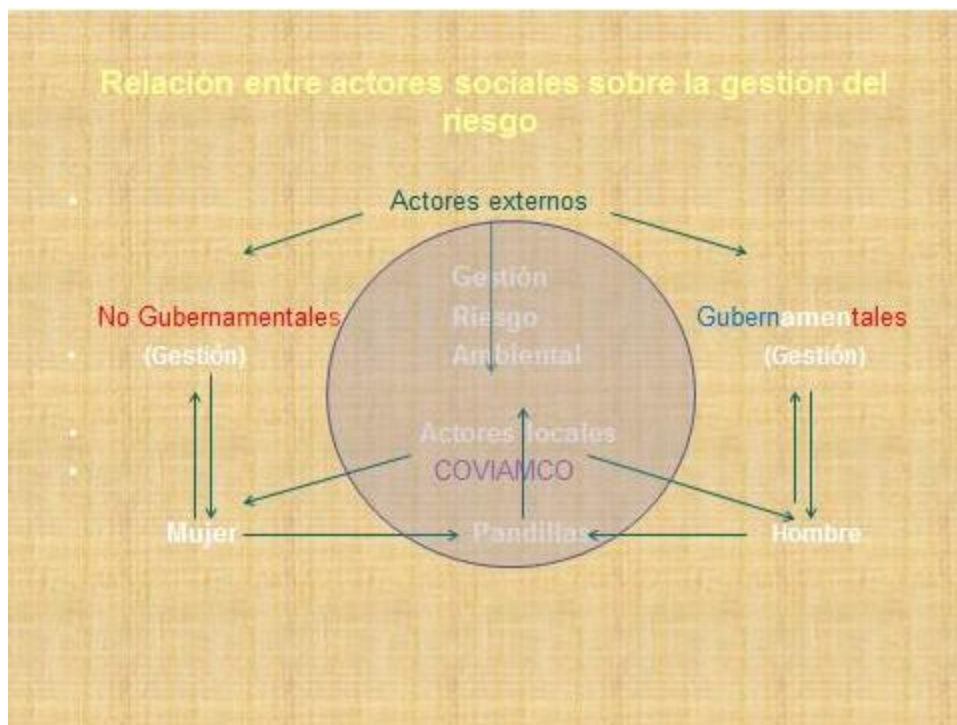 Relación entre actores sociales sobre la gestión del
riesgo
Actores externos
Gestión
No Gubernamentales Riesgo Gubernamentales
(Gestión) Ambiental (Gestión)
Actores locales
COVIAMCO
Mujer Pandillas Hombre